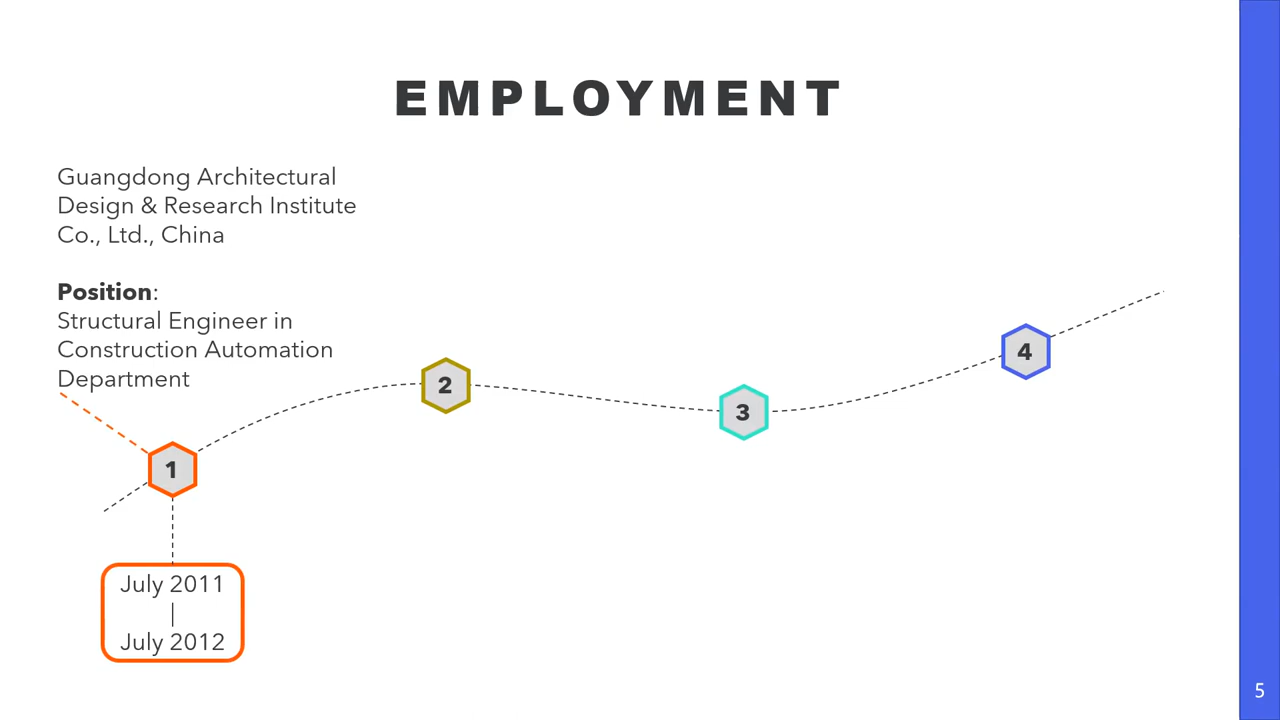 EMPLOYMENT
Guangdong Architectural
Design & Research Institute
Co., Ltd., China
Position:
Structural Engineer in
Construction Automation
Department
1
2
3
4
July 2011
|
July 2012
5